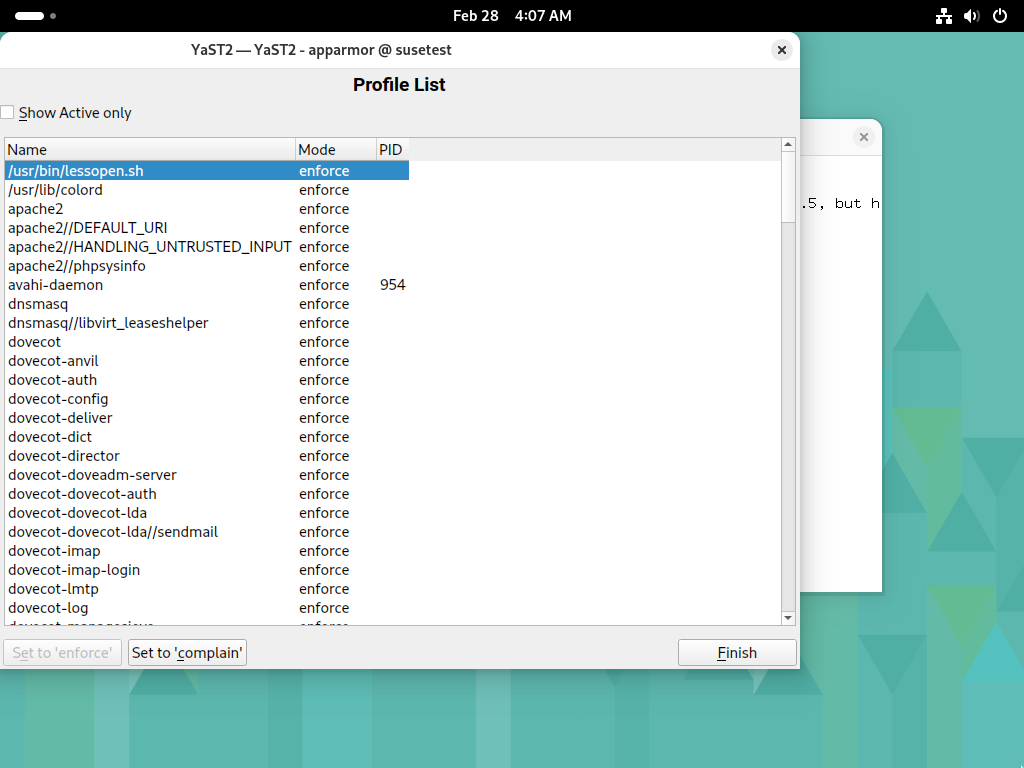 Feb 28 4:07 AM
YaST2 — YaST2 - apparmor @ susetest
Profile List
Show Active only
Name Mode PID
/usr/bin/lessopen.sh enforce
/usr/lib/colord enforce
apache2 enforce
apache2//DEFAULT_URI enforce
apache2//HANDLING_UNTRUSTED_INPUT enforce
apache2//phpsysinfo enforce
avahi-daemon enforce 954
dnsmasq enforce
dnsmasq//libvirt_leaseshelper enforce
dovecot enforce
dovecot-anvil enforce
dovecot-auth enforce
dovecot-config enforce
dovecot-deliver enforce
dovecot-dict enforce
dovecot-director enforce
dovecot-doveadm-server enforce
dovecot-dovecot-auth enforce
dovecot-dovecot-lda enforce
dovecot-dovecot-lda//sendmail enforce
dovecot-imap enforce
dovecot-imap-login enforce
dovecot-lmtp enforce
dovecot-log enforce
Set to 'enforce' Set to 'complain' Finish
.5, but h